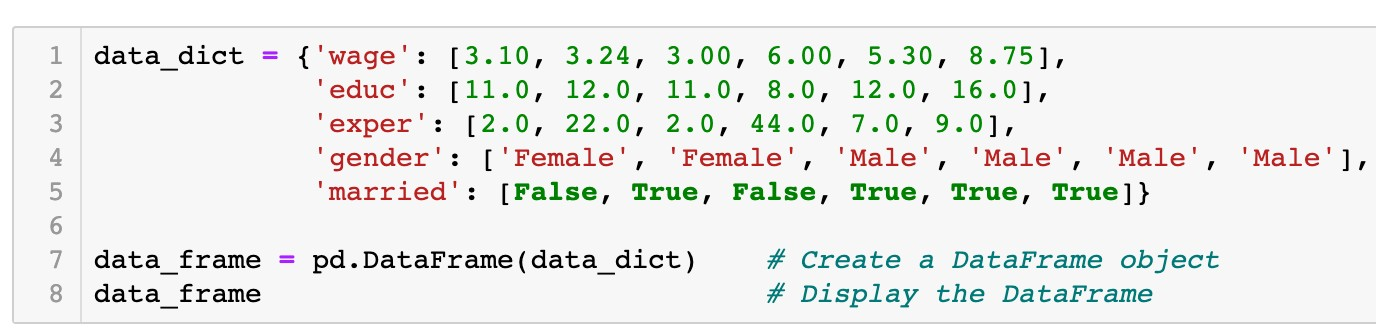 1 data_dict = {'wage': [3.10, 3.24, 3.00, 6.00, 5.30, 8.75],
2 'educ': [11.0, 12.0, 11.0, 8.0, 12.0, 16.0],
3 'exper': [2.0, 22.0, 2.0, 44.0, 7.0, 9.0],
4 'gender': ['Female', 'Female', 'Male', 'Male', 'Male', 'Male'],
5 'married': [False, True, False, True, True, True]}
6
7 data_frame = pd.DataFrame(data_dict) # Create a DataFrame object
8 data_frame # Display the DataFrame